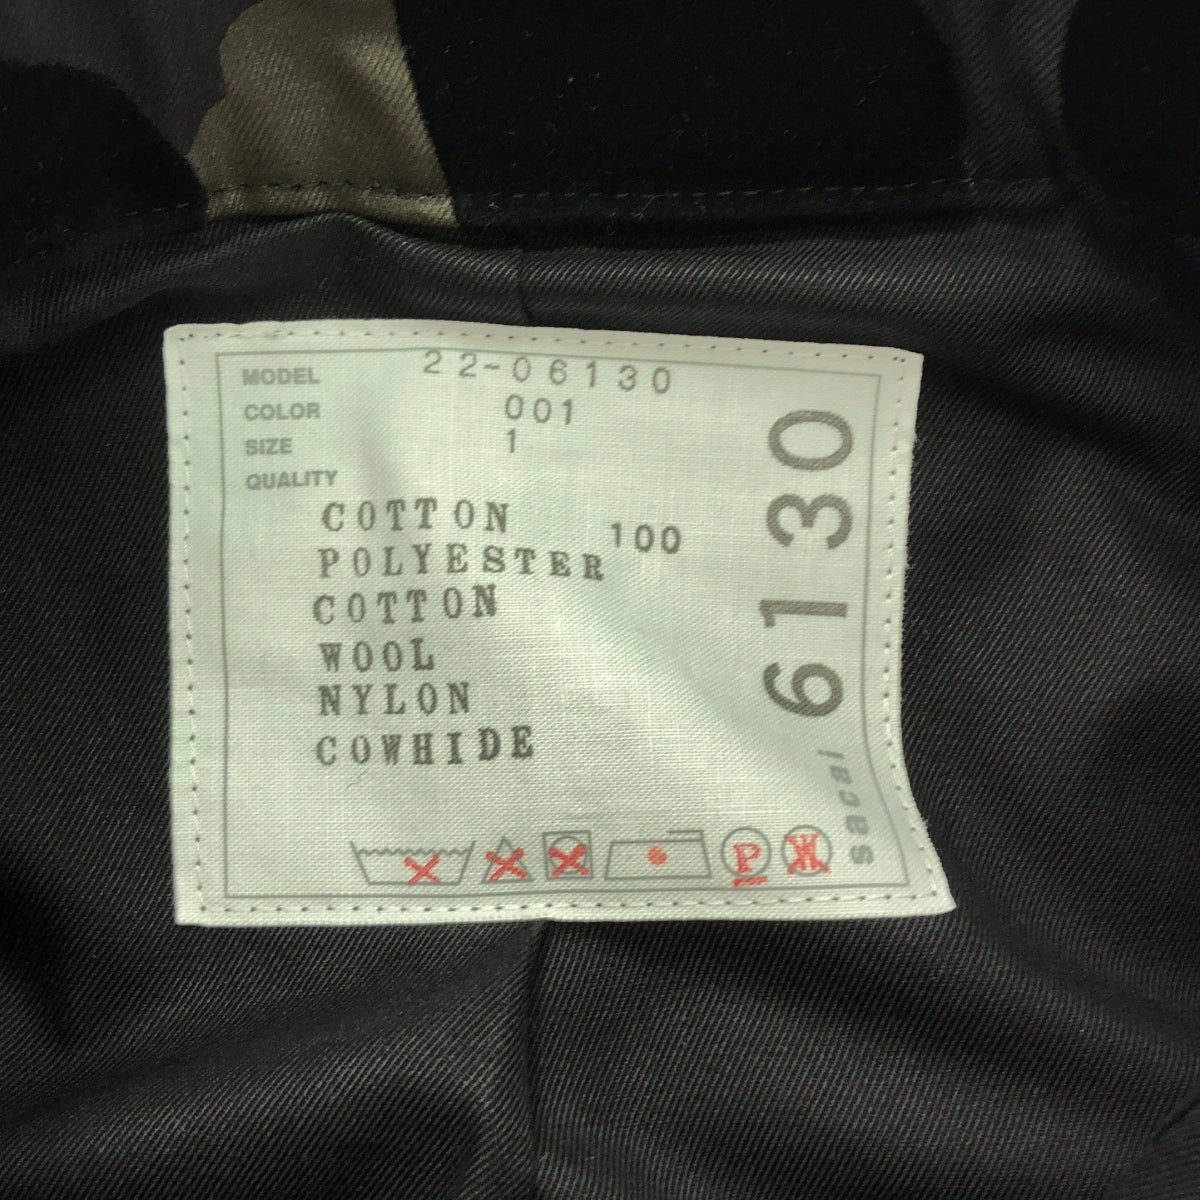 MODEL 22-06130
COLOR 001
SIZE 1
QUALITY
COTTON 100
POLYESTER
COTTON
WOOL
NYLON
COWHIDE
P
W
sacai 6130